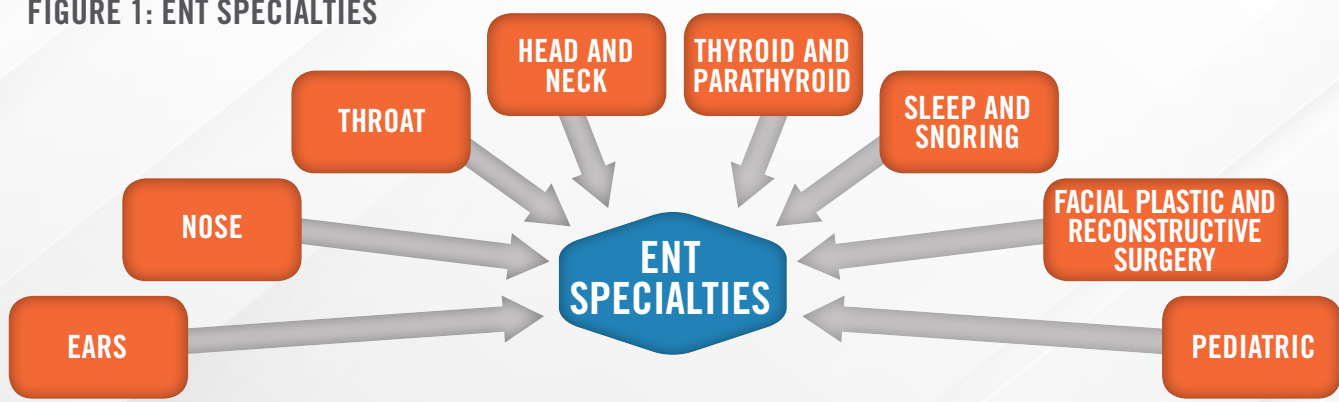 FIGURE 1: ENT SPECIALTIES
HEAD AND
NECK
THYROID AND
PARATHYROID
THROAT
SLEEP AND
SNORING
NOSE
FACIAL PLASTIC AND
RECONSTRUCTIVE
SURGERY
ENT
SPECIALTIES
EARS
PEDIATRIC